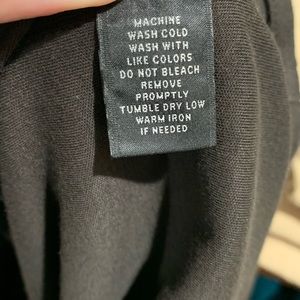 MACHINE
WASH COLD
WASH WITH
LIKE COLORS
DO NOT BLEACH
REMOVE
PROMPTLY
TUMBLE DRY LOW
WARM IRON
IF NEEDED